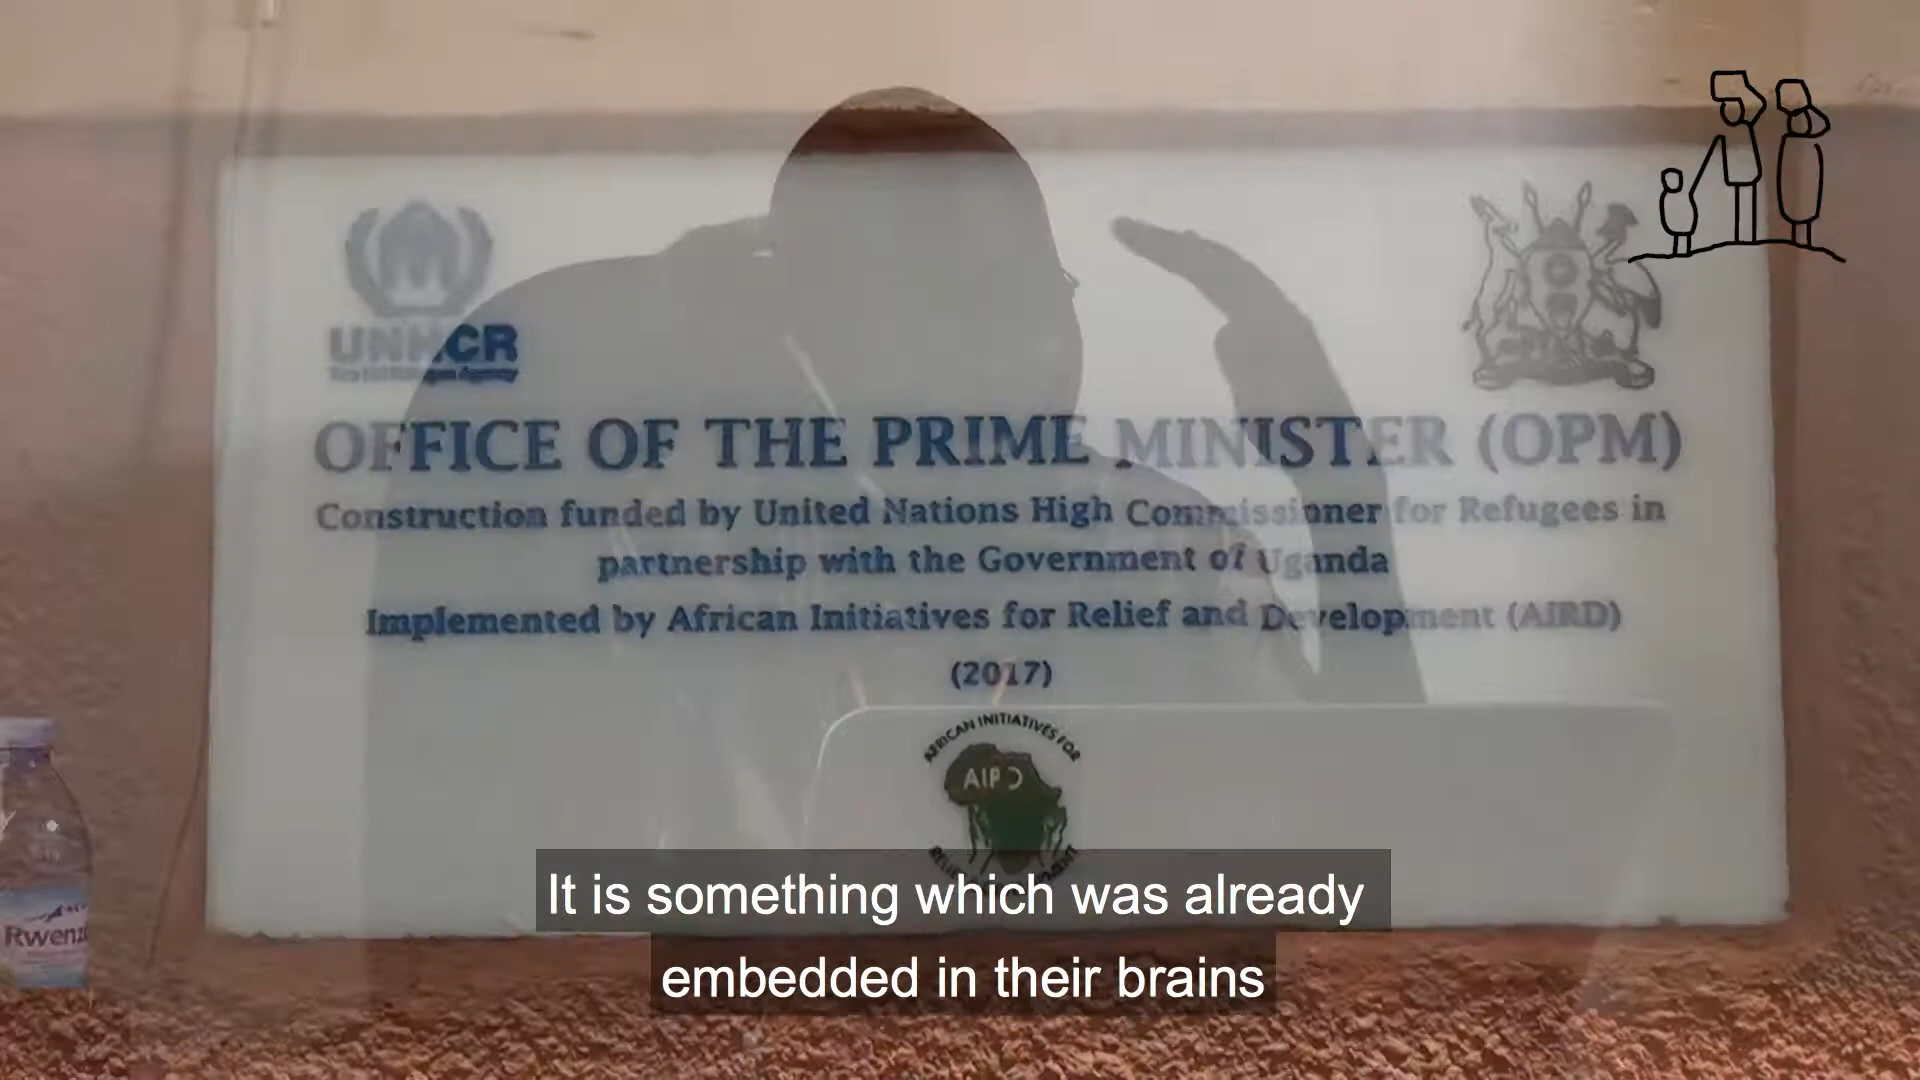 UNHCR
OFFICE OF THE PRIME MINISTER (OPM)
Construction funded by United Nations High Commissioner for Refugees in
partnership with the Government of Uganda
Implemented by African Initiatives for Relief and Development (AIRD)
(2017)
AFRICAN INITIATIVES FOR
AIRD
Rwenz
It is something which was already
embedded in their brains